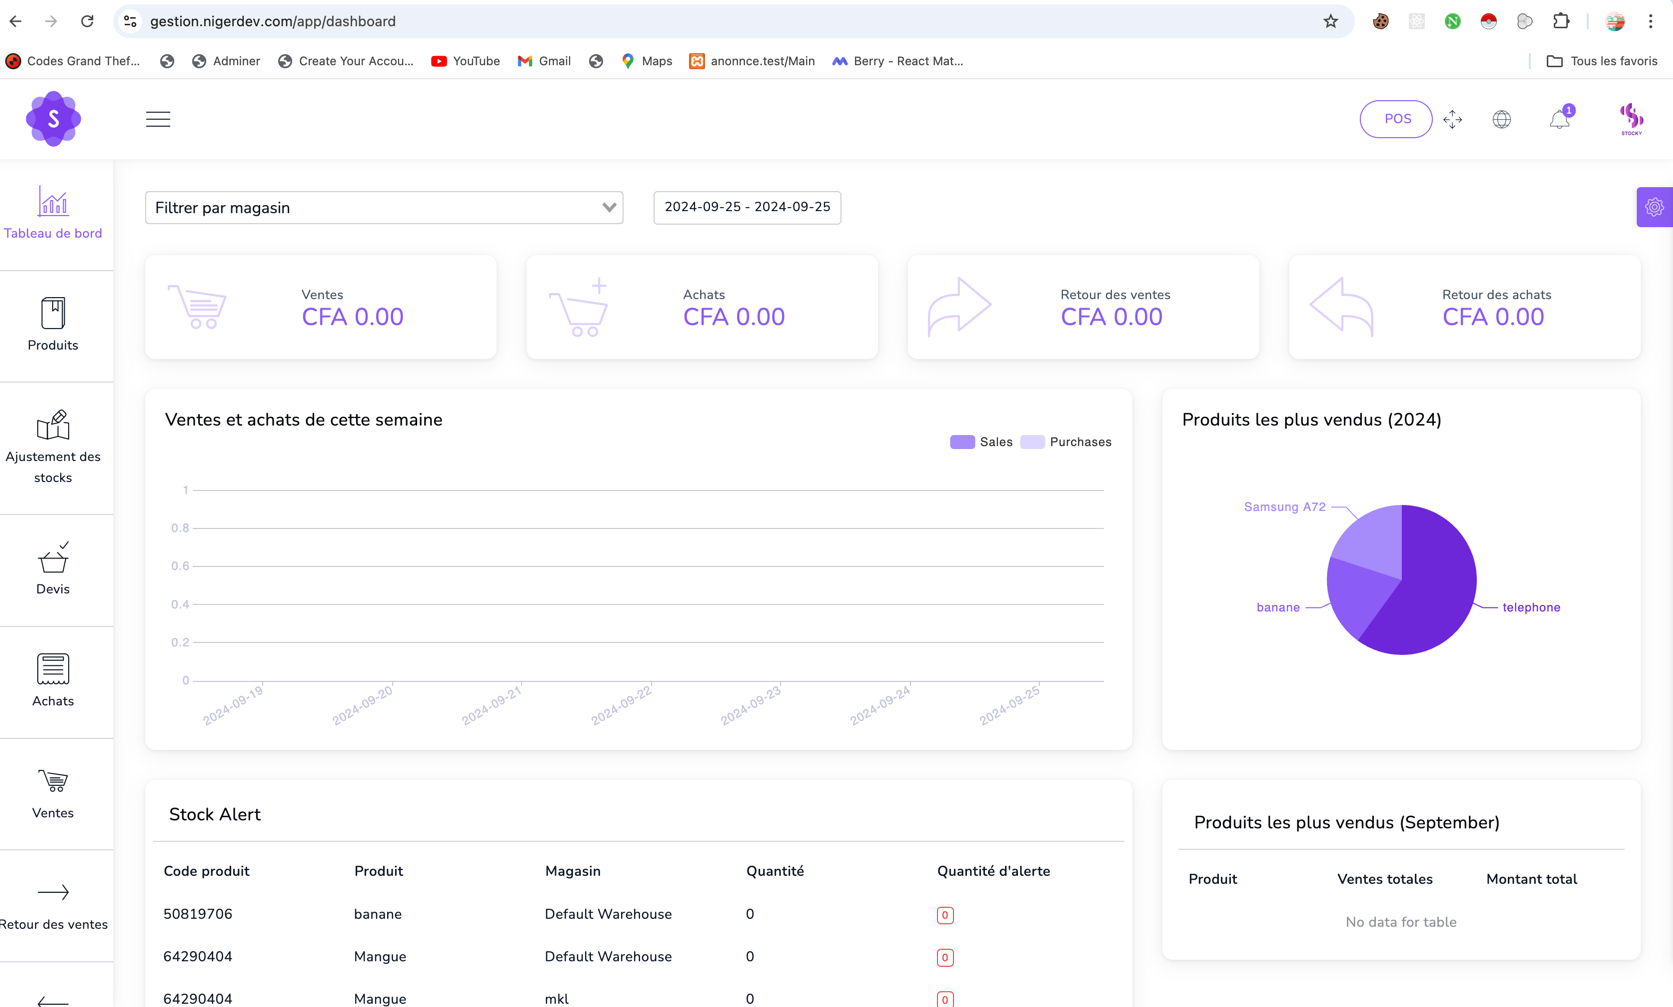 gestion.nigerdev.com/app/dashboard
N
Codes Grand Thef...
Adminer
Create Your Accou...
YouTube
Gmail
Maps
anonnce.test/Main
Berry - React Mat...
Tous les favoris
S
POS
1
STOCKY
Tableau de bord
Produits
Ajustement des
stocks
Devis
Achats
Ventes
Retour des ventes
Filtrer par magasin
2024-09-25 - 2024-09-25
Ventes
CFA 0.00
Achats
CFA 0.00
Retour des ventes
CFA 0.00
Retour des achats
CFA 0.00
Ventes et achats de cette semaine
Sales
Purchases
1
0.8
0.6
0.4
0.2
0
2024-09-19
2024-09-20
2024-09-21
2024-09-22
2024-09-23
2024-09-24
2024-09-25
Produits les plus vendus (2024)
Samsung A72
banane
telephone
Stock Alert
Code produit Produit Magasin Quantité Quantité d'alerte
50819706 banane Default Warehouse 0 0
64290404 Mangue Default Warehouse 0 0
64290404 Mangue mkl 0 0
Produits les plus vendus (September)
Produit Ventes totales Montant total
No data for table